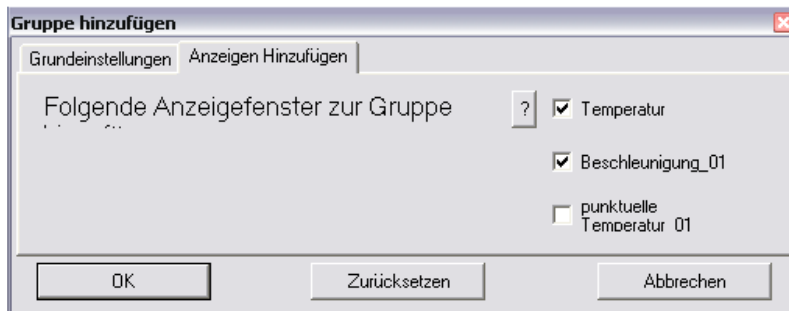 Gruppe hinzufügen
Grundeinstellungen
Anzeigen Hinzufügen
Folgende Anzeigefenster zur Gruppe
?
Temperatur
Beschleunigung_01
punktuelle
Temperatur_01
OK
Zurücksetzen
Abbrechen